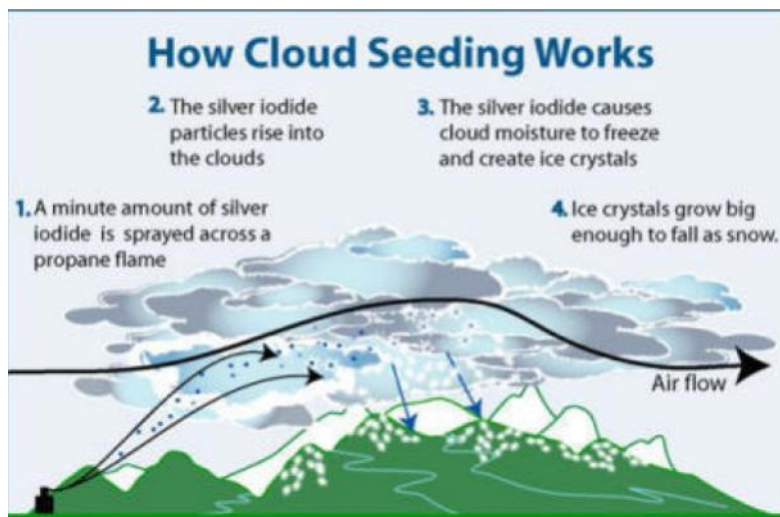 How Cloud Seeding Works
1. A minute amount of silver
iodide is sprayed across a
propane flame
2. The silver iodide
particles rise into
the clouds
3. The silver iodide causes
cloud moisture to freeze
and create ice crystals
4. Ice crystals grow big
enough to fall as snow.
Air flow